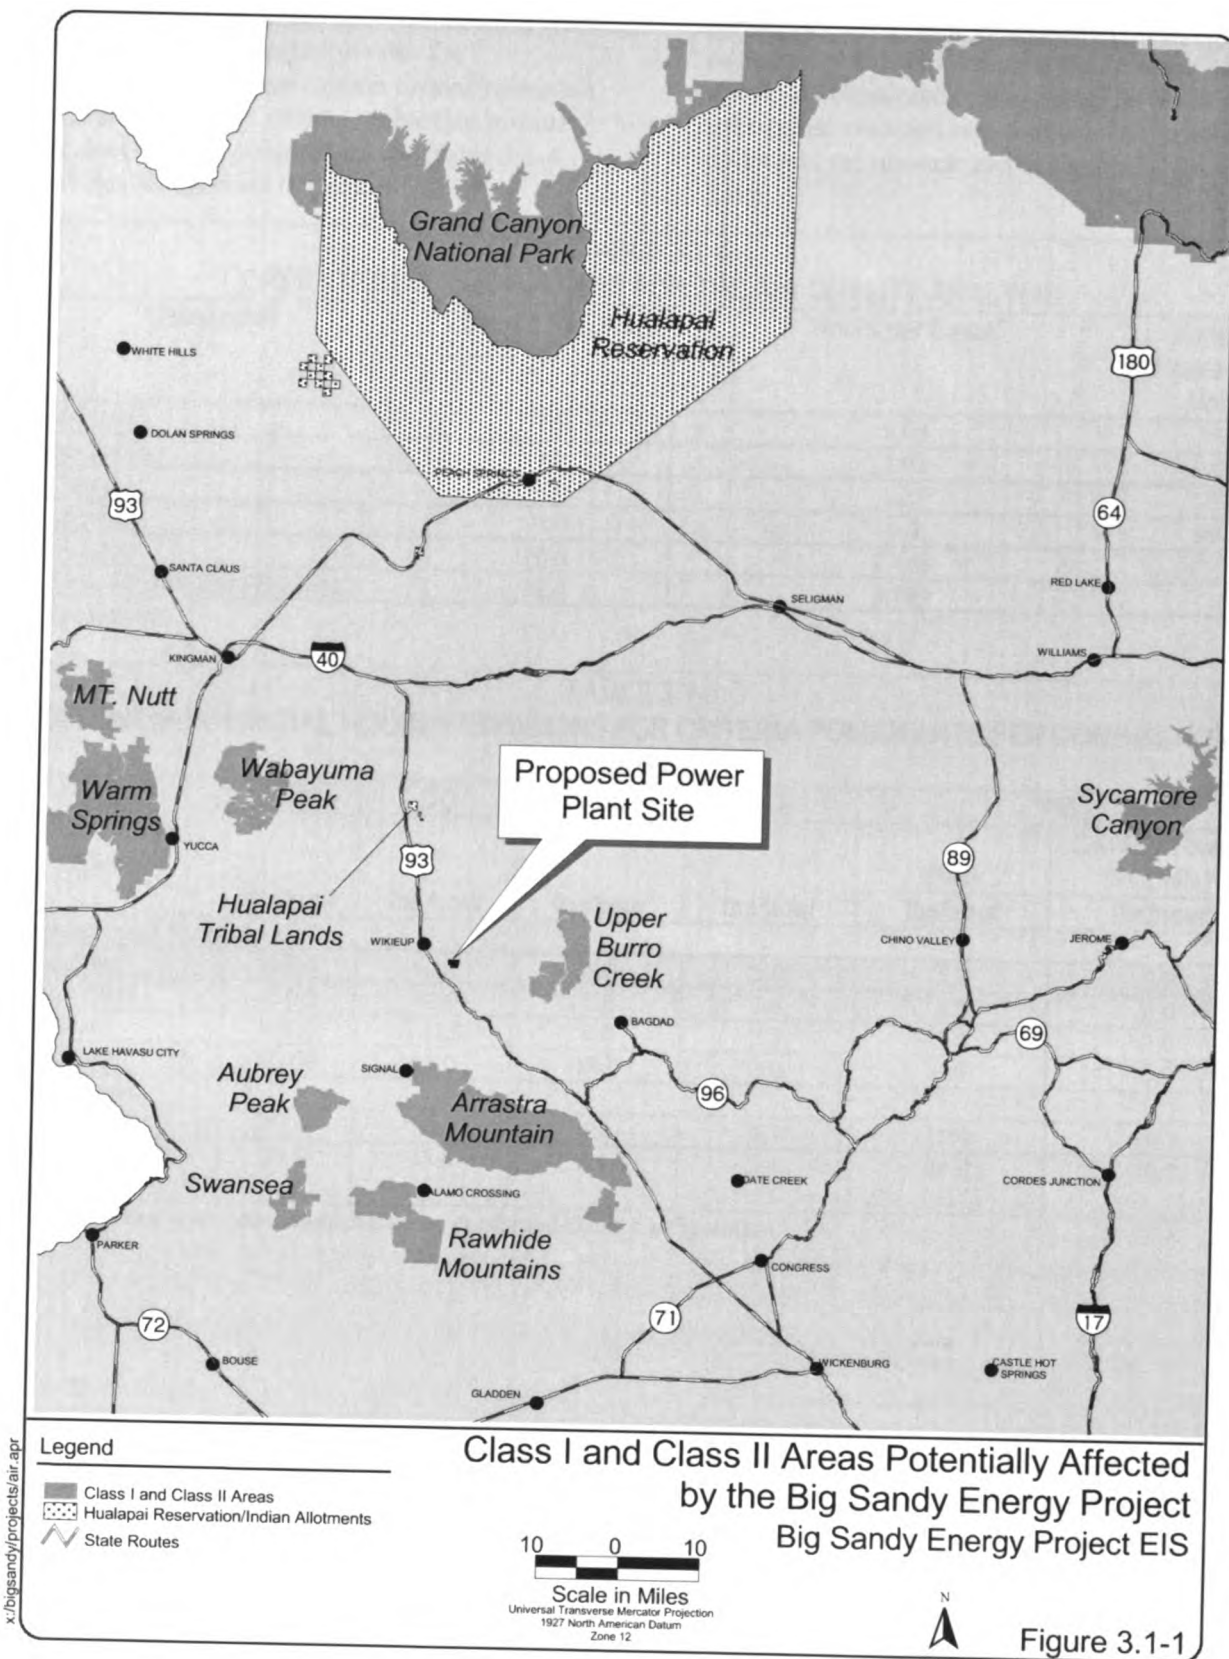 Grand Canyon
National Park
Hualapai
Reservation
WHITE HILLS
180
DOLAN SPRINGS
PEACH SPRINGS
93
64
SANTA CLAUS
RED LAKE
SELIGMAN
KINGMAN
40
WILLIAMS
MT. Nutt
Wabayuma
Peak
Proposed Power
Plant Site
Warm
Springs
Sycamore
Canyon
YUCCA
93
89
Hualapai
Tribal Lands
Upper
Burro
Creek
WIKIEUP
CHINO VALLEY
JEROME
BAGDAD
69
LAKE HAVASU CITY
SIGNAL
Aubrey
Peak
96
Arrastra
Mountain
Swansea
ALAMO CROSSING
DATE CREEK
CORDES JUNCTION
PARKER
Rawhide
Mountains
CONGRESS
72
71
17
BOUSE
WICKENBURG
CASTLE HOT
SPRINGS
GLADDEN
x:/bigsandy/projects/air.apr
Legend
Class I and Class II Areas
Hualapai Reservation/Indian Allotments
State Routes
Class I and Class II Areas Potentially Affected
by the Big Sandy Energy Project
Big Sandy Energy Project EIS
10 0 10
Scale in Miles
Universal Transverse Mercator Projection
1927 North American Datum
Zone 12
N
Figure 3.1-1